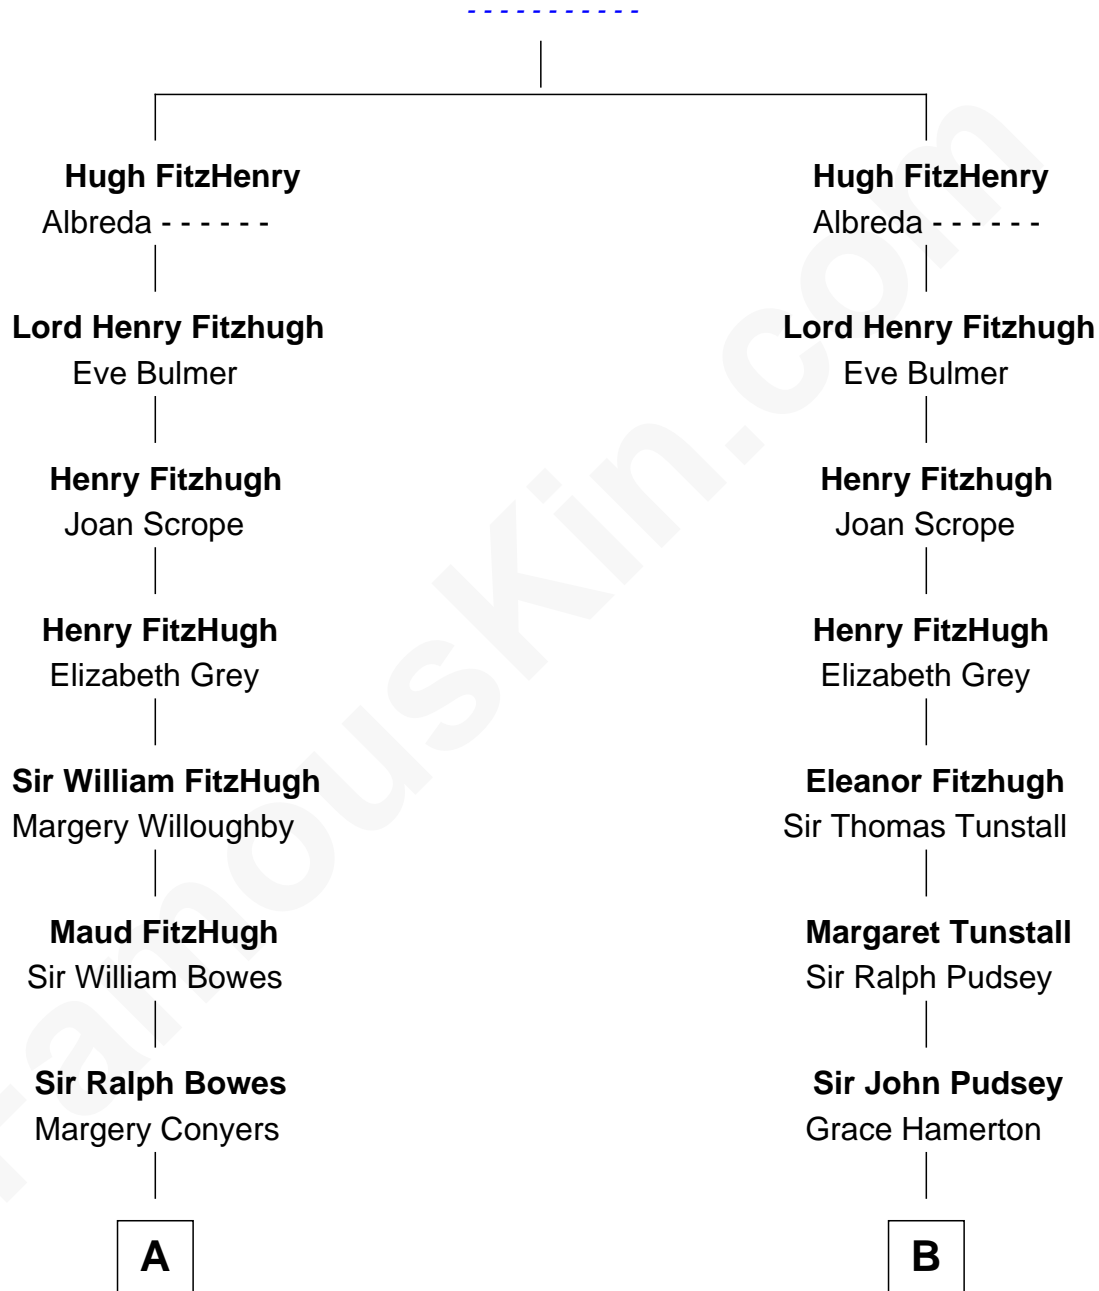 - - - - - - - - - - -
Hugh FitzHenry
Albreda - - - - - -
Lord Henry Fitzhugh
Eve Bulmer
Henry Fitzhugh
Joan Scrope
Henry FitzHugh
Elizabeth Grey
Sir William FitzHugh
Margery Willoughby
Maud FitzHugh
Sir William Bowes
Sir Ralph Bowes
Margery Conyers
A
Hugh FitzHenry
Albreda - - - - - -
Lord Henry Fitzhugh
Eve Bulmer
Henry Fitzhugh
Joan Scrope
Henry FitzHugh
Elizabeth Grey
Eleanor Fitzhugh
Sir Thomas Tunstall
Margaret Tunstall
Sir Ralph Pudsey
Sir John Pudsey
Grace Hamerton
B
FamousKin.com